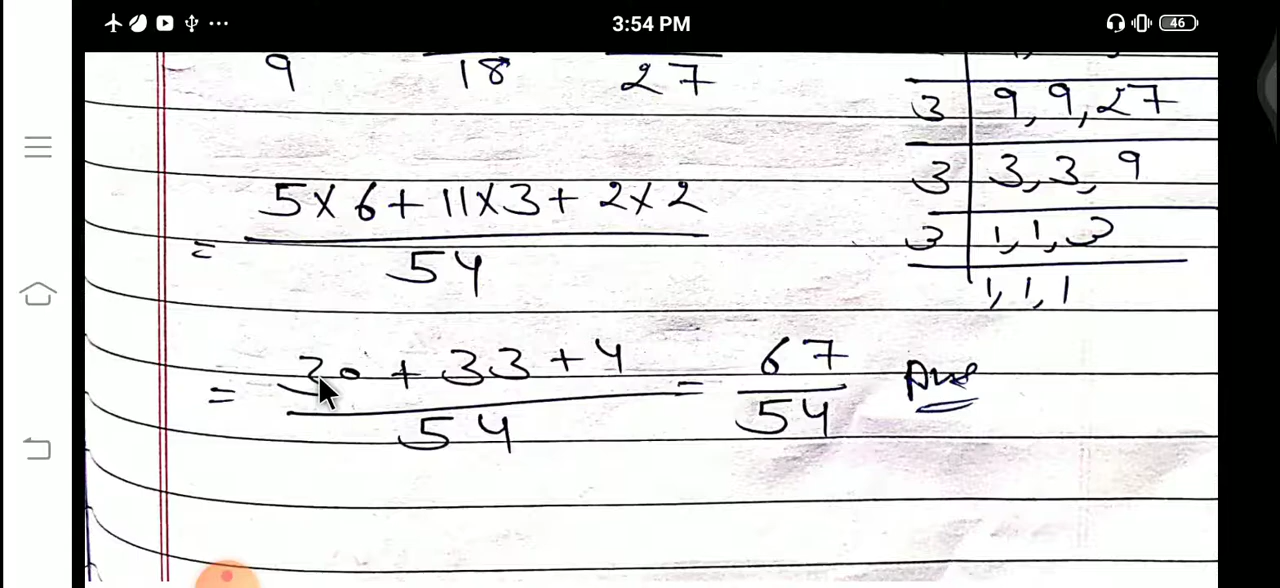 3:54 PM
46
9 18 27
3 | 9, 9, 27
3 | 3, 3, 9
= 5 × 6 + 11 × 3 + 2 × 2 / 54
3 | 1, 1, 3
1, 1, 1
= 30 + 33 + 4 / 54 = 67 / 54 Ans